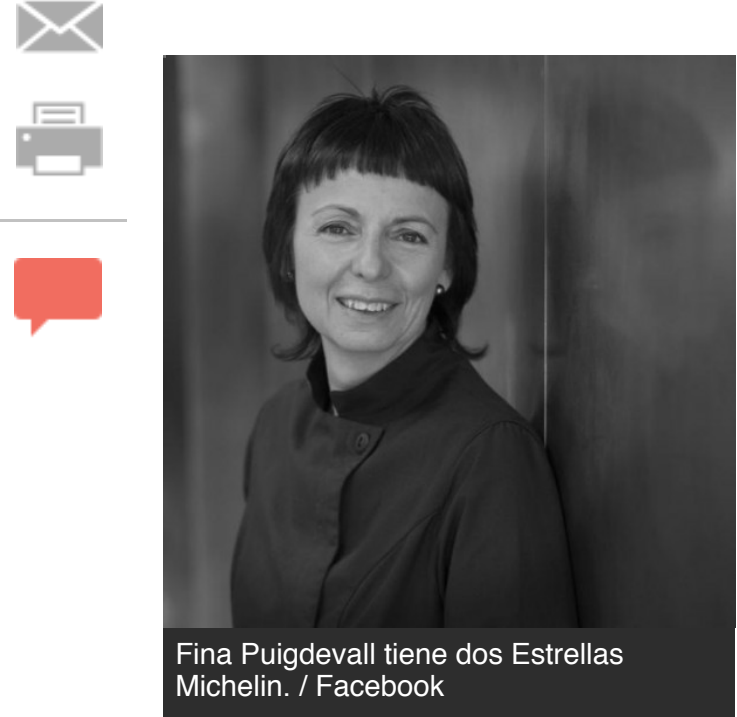 Fina Puigdevall tiene dos Estrellas
Michelin. / Facebook